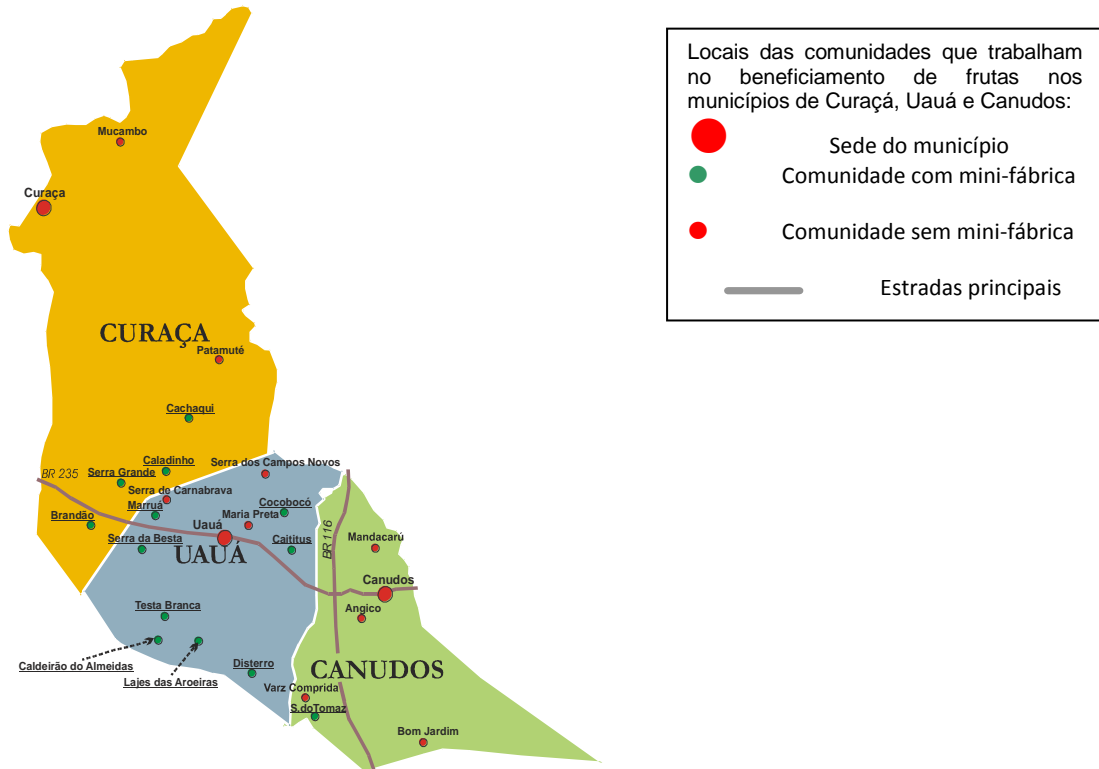 Locais das comunidades que trabalham
no beneficiamento de frutas nos
municípios de Curaçá, Uauá e Canudos:
Sede do município
Comunidade com mini-fábrica
Comunidade sem mini-fábrica
Estradas principais
Mucambo
Curaça
CURAÇA
Patamuté
Cachaqui
Caladinho
Serra dos Campos Novos
BR 235
Serra Grande
Serra de Carnabrava
Marruá
Cocobocó
Brandão
Maria Preta
Uauá
Serra da Besta
UAUÁ
Caititus
BR 116
Mandacarú
Canudos
Testa Branca
Angico
Caldeirão do Almeidas
Lajes das Aroeiras
Disterro
CANUDOS
Varz Comprida
S.doTomaz
Bom Jardim